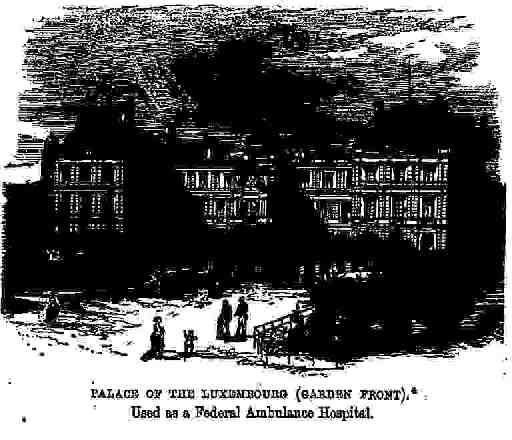 PALACE OF THE LUXEMBOURG (GARDEN FRONT).*
Used as a Federal Ambulance Hospital.